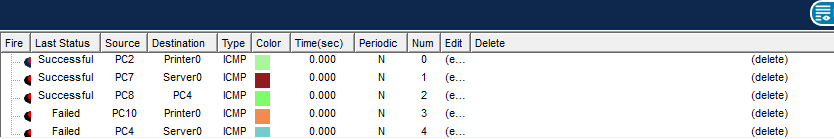 Fire Last Status Source Destination Type Color Time(sec) Periodic Num Edit Delete
Successful PC2 Printer0 ICMP 0.000 N 0 (e... (delete)
Successful PC7 Server0 ICMP 0.000 N 1 (e... (delete)
Successful PC8 PC4 ICMP 0.000 N 2 (e... (delete)
Failed PC10 Printer0 ICMP 0.000 N 3 (e... (delete)
Failed PC4 Server0 ICMP 0.000 N 4 (e... (delete)